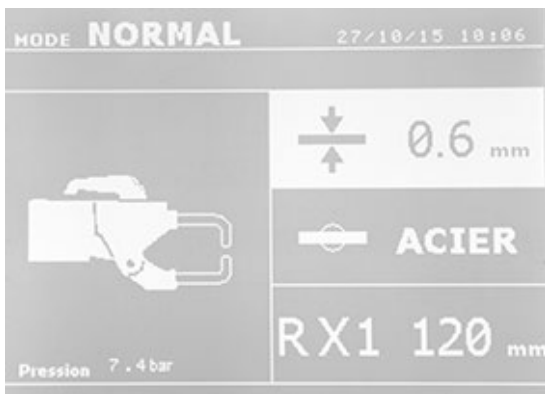 MODE NORMAL 27/10/15 10:06
0.6 mm
ACIER
RX1 120 mm
Pression 7.4 bar